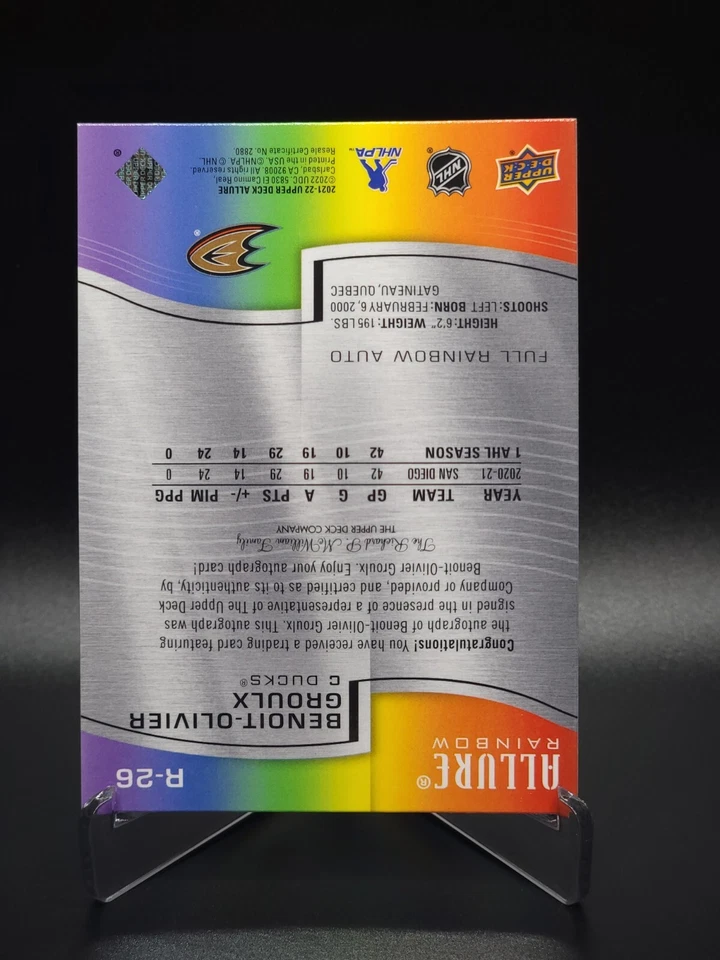 ALLURE®
RAINBOW
R-26
BENOIT-OLIVIER
GROULX
C DUCKS®
Congratulations! You have received a trading card featuring
the autograph of Benoit-Olivier Groulx. This autograph was
signed in the presence of a representative of The Upper Deck
Company or provided, and certified as to its authenticity, by
Benoit-Olivier Groulx. Enjoy your autograph card!
The Richard P. McWilliam Family
THE UPPER DECK COMPANY
YEAR TEAM GP G A PTS +/- PIM PPG
2020-21 SAN DIEGO 42 10 19 29 14 24 0
1 AHL SEASON 42 10 19 29 14 24 0
FULL RAINBOW AUTO
HEIGHT: 6'2" WEIGHT: 195 LBS.
SHOOTS: LEFT BORN: FEBRUARY 6, 2000
GATINEAU, QUEBEC
UPPER
D·E·C·K
NHL
NHLPA™
2021-22 UPPER DECK ALLURE
©2022 UDC. 5830 El Camino Real,
Carlsbad, CA 92008. All rights reserved.
Printed in the USA. © NHLPA © NHL.
Resale Certificate No. 2880.